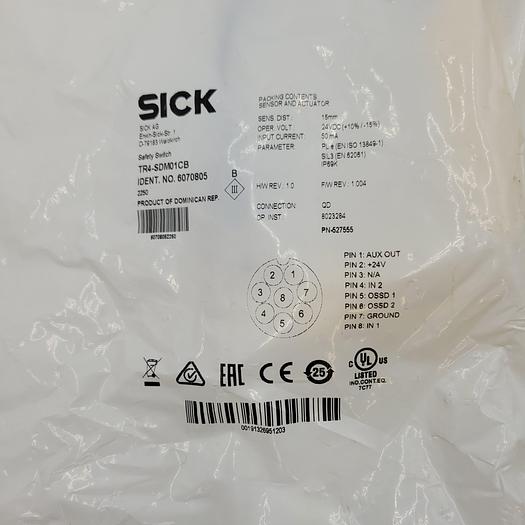 SICK
SICK AG
Erwin-Sick-Str. 1
D-79183 Waldkirch
Safety Switch
TR4-SDM01CB
IDENT. NO. 6070805
2250
PRODUCT OF DOMINICAN REP.
60708052250
B
III
PACKING CONTENTS
SENSOR AND ACTUATOR
SENS. DIST. : 15mm
OPER. VOLT : 24VDC (+10% / -15%)
INPUT CURRENT: 50 mA
PARAMETER: PL e (EN ISO 13849-1)
SIL3 (EN 62061)
IP69K
H/W REV.: 1.0 F/W REV.: 1.004
CONNECTION: QD
OP. INST. 8023284
PN-527555
2 1
3 8 7
4 6
5
PIN 1: AUX OUT
PIN 2: +24V
PIN 3: N/A
PIN 4: IN 2
PIN 5: OSSD 1
PIN 6: OSSD 2
PIN 7: GROUND
PIN 8: IN 1
EAC CE 25 C UL US
LISTED
IND.CONT.EQ.
7C77
00191326951203